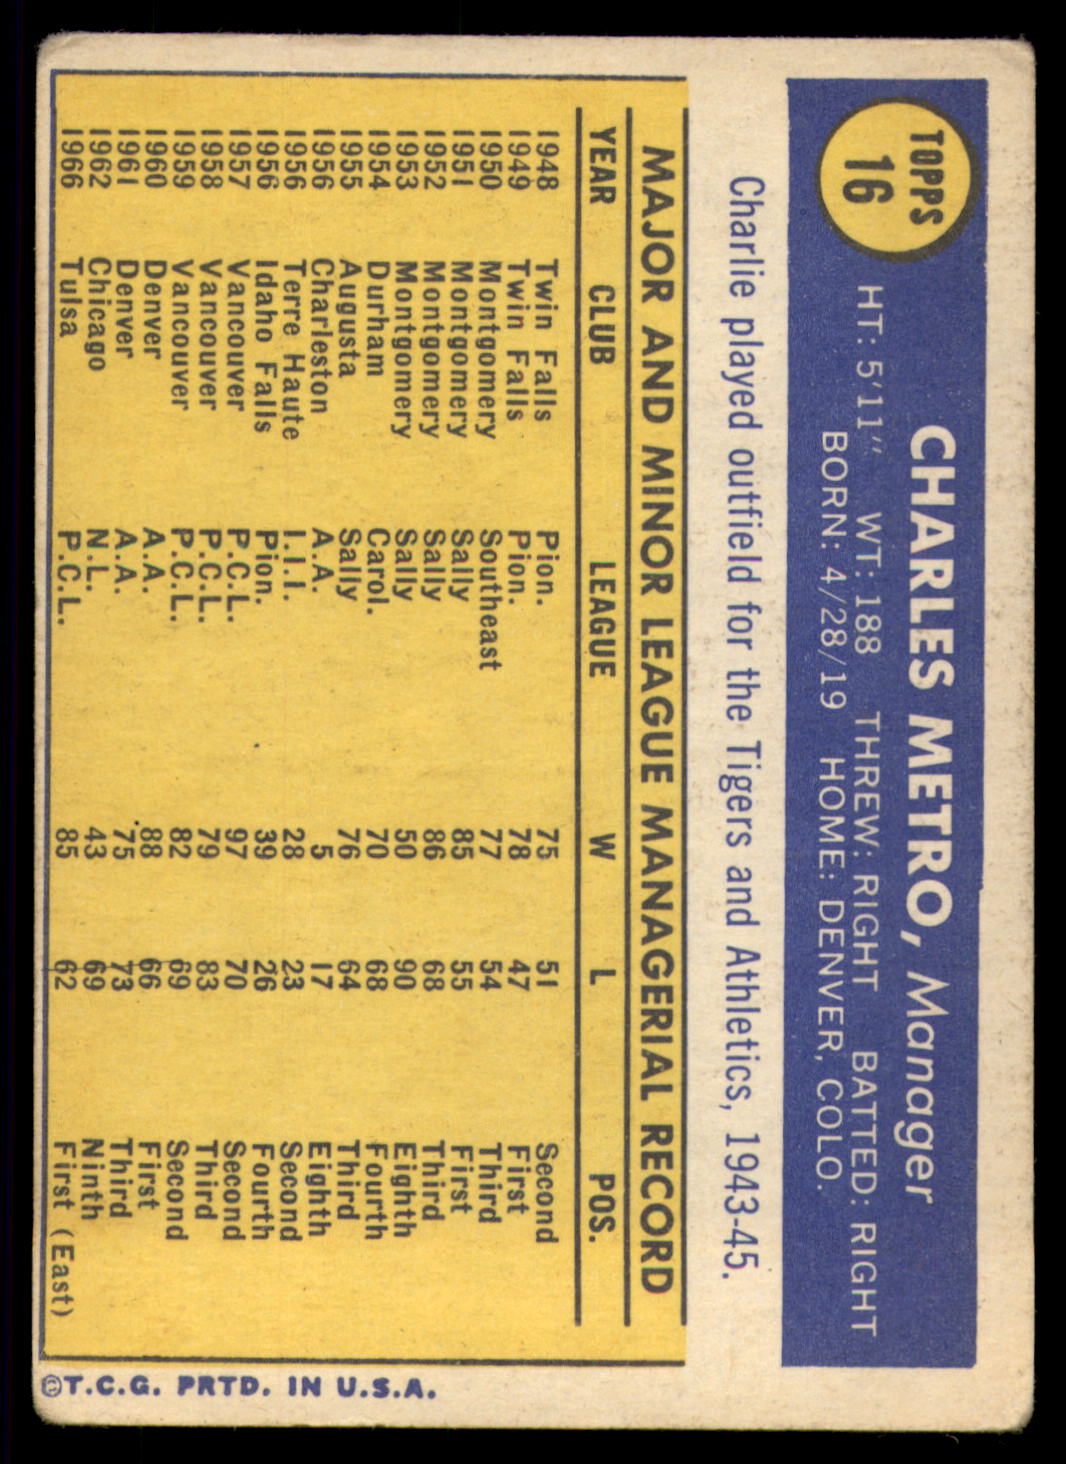 TOPPS
16
CHARLES METRO, Manager
HT: 5'11" WT: 188 THREW: RIGHT BATTED: RIGHT
BORN: 4/28/19 HOME: DENVER, COLO.
Charlie played outfield for the Tigers and Athletics, 1943-45.
MAJOR AND MINOR LEAGUE MANAGERIAL RECORD
YEAR CLUB LEAGUE W L POS.
1948 Twin Falls Pion. 75 51 Second
1949 Twin Falls Pion. 78 47 First
1950 Montgomery Southeast 77 54 Third
1951 Montgomery Sally 85 55 First
1952 Montgomery Sally 86 68 Third
1953 Montgomery Sally 50 90 Eighth
1954 Durham Carol. 70 68 Fourth
1955 Augusta Sally 76 64 Third
1956 Charleston A.A. 5 17 Eighth
1956 Terre Haute I.I.I. 28 23 Second
1956 Idaho Falls Pion. 39 26 Fourth
1957 Vancouver P.C.L. 97 70 Second
1958 Vancouver P.C.L. 79 83 Third
1959 Vancouver P.C.L. 82 69 Second
1960 Denver A.A. 88 66 First
1961 Denver A.A. 75 73 Third
1962 Chicago N.L. 43 69 Ninth
1966 Tulsa P.C.L. 85 62 First (East)
©T.C.G. PRTD. IN U.S.A.